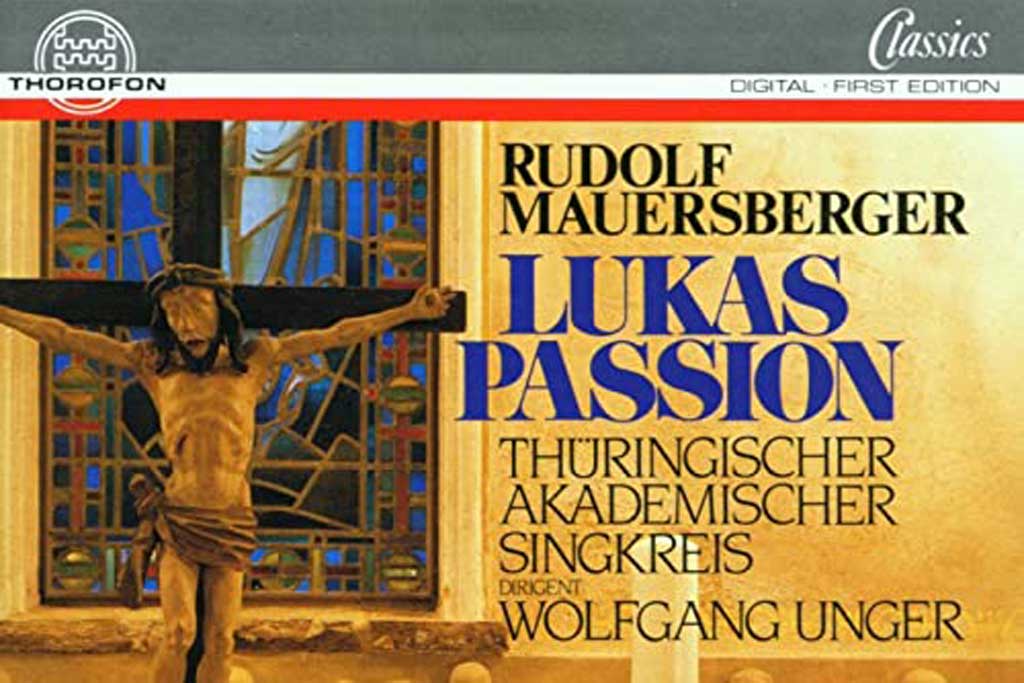 THOROFON
Classics
DIGITAL · FIRST EDITION
RUDOLF
MAUERSBERGER
LUKAS
PASSION
THÜRINGISCHER
AKADEMISCHER
SINGKREIS
DIRIGENT
WOLFGANG UNGER